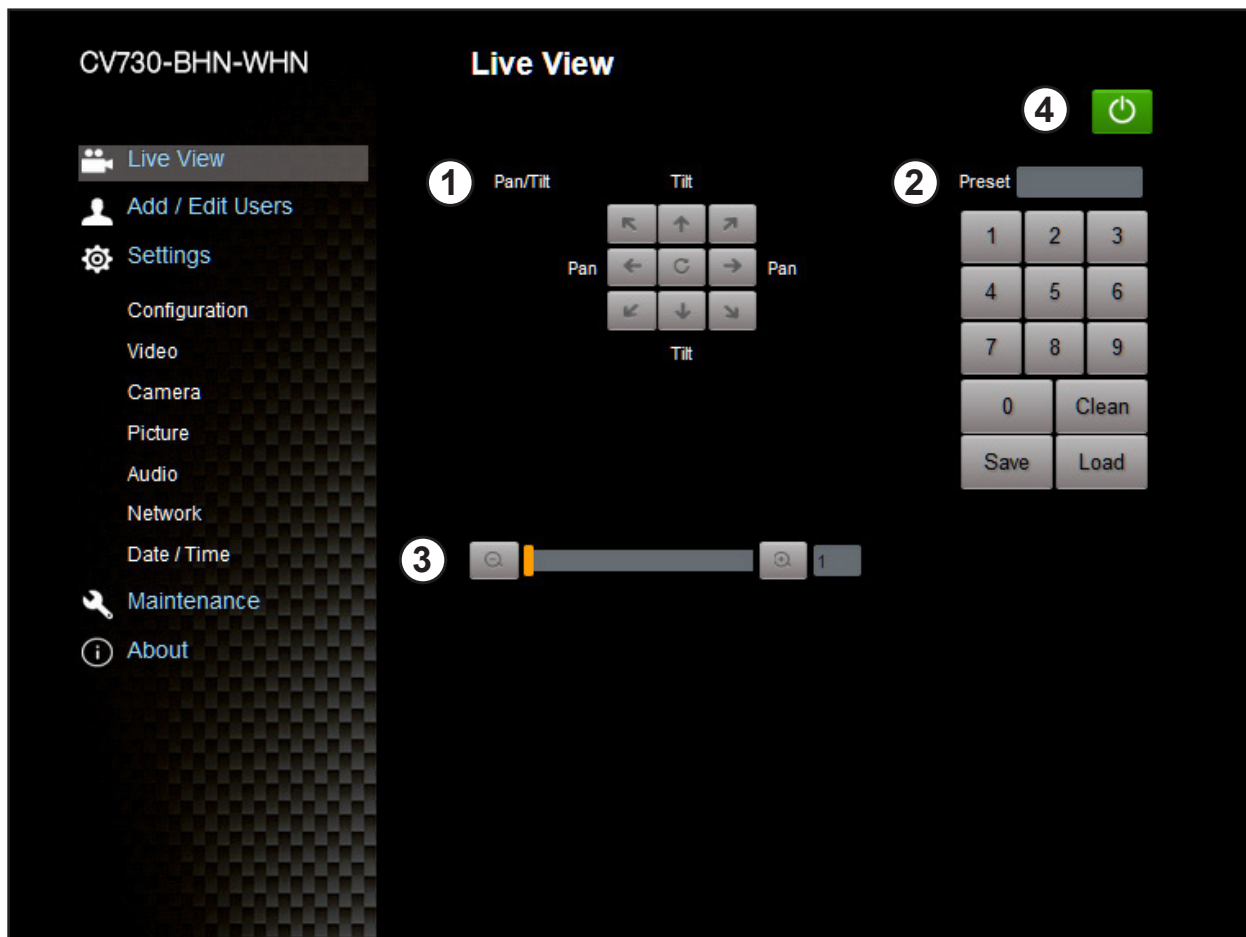 CV730-BHN-WHN
Live View
Add / Edit Users
Settings
Configuration
Video
Camera
Picture
Audio
Network
Date / Time
Maintenance
About
Live View
4
1
Pan/Tilt
Tilt
Pan
Pan
Tilt
2
Preset
1 2 3
4 5 6
7 8 9
0 Clean
Save Load
3
1